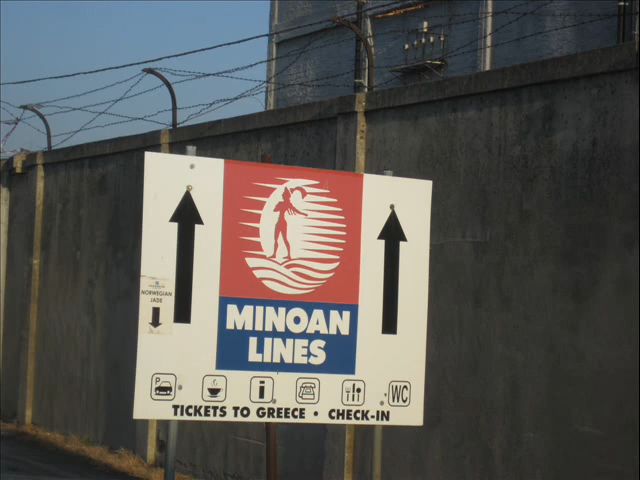 MINOAN
LINES
NORWEGIAN
JADE
P
i
WC
TICKETS TO GREECE • CHECK-IN